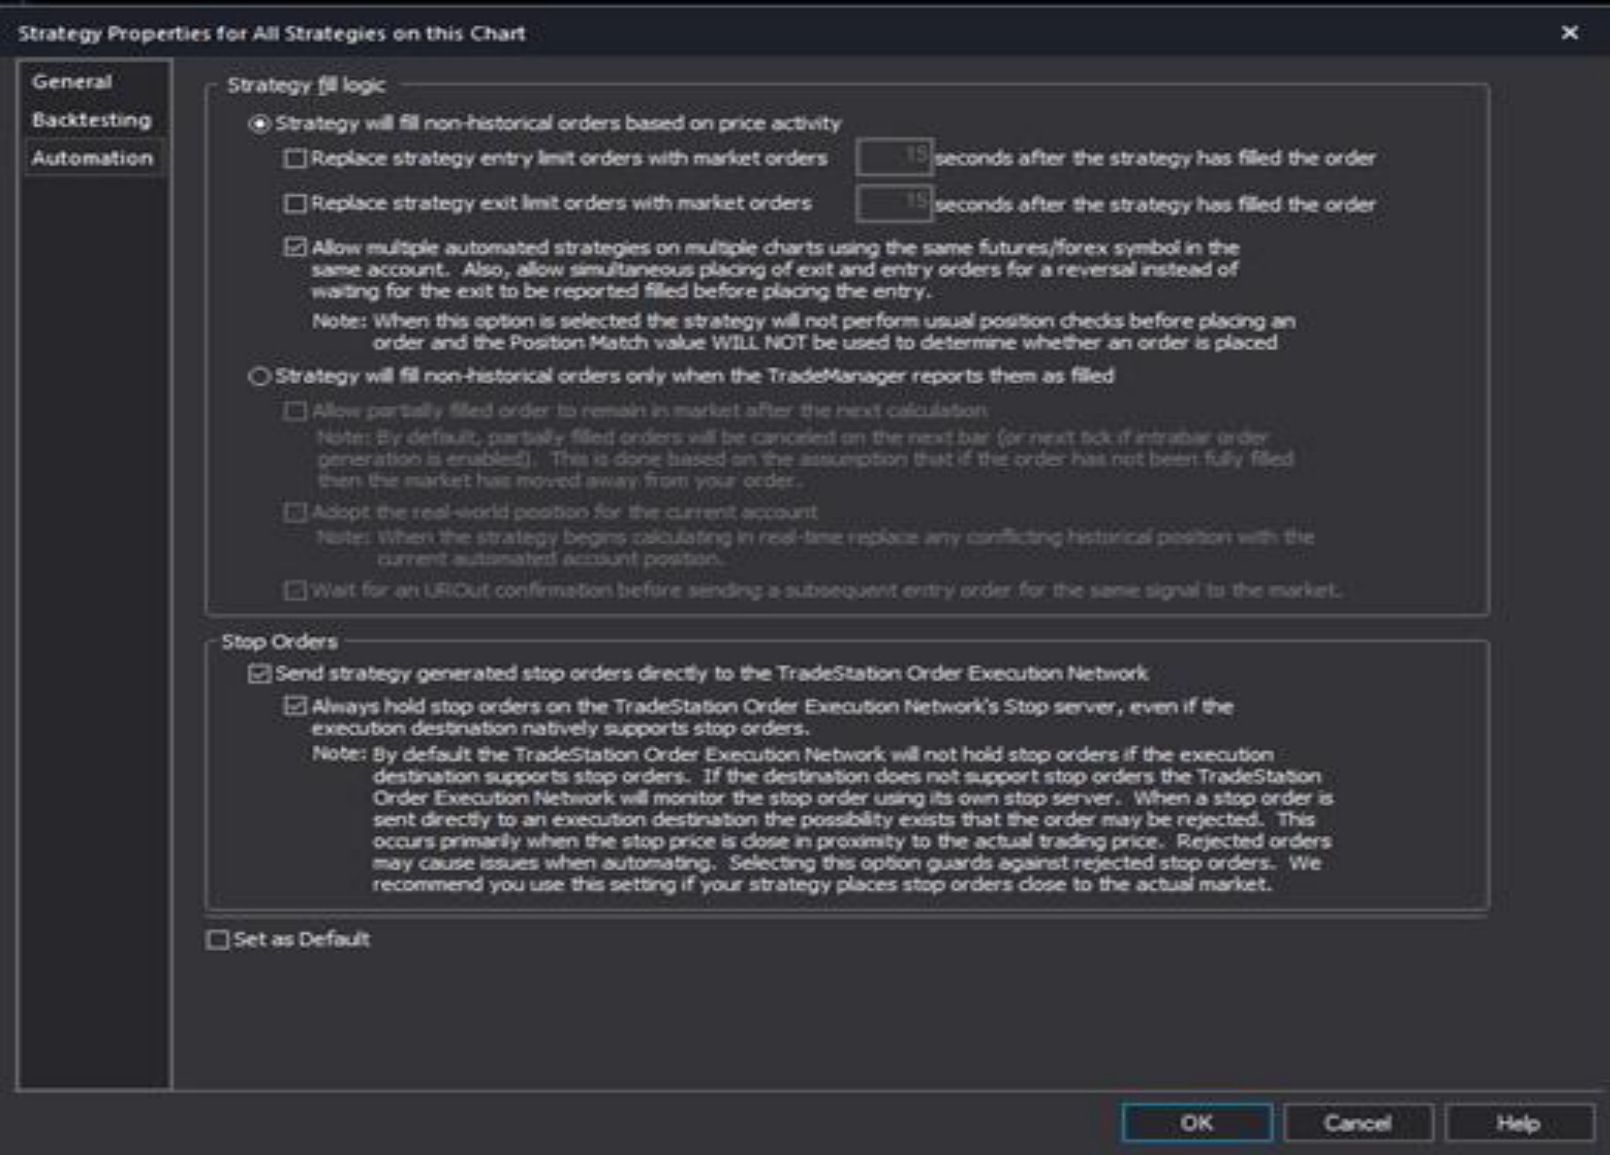 Strategy Properties for All Strategies on this Chart
General
Backtesting
Automation
Strategy fill logic
Strategy will fill non-historical orders based on price activity
Replace strategy entry limit orders with market orders 15 seconds after the strategy has filled the order
Replace strategy exit limit orders with market orders 15 seconds after the strategy has filled the order
Allow multiple automated strategies on multiple charts using the same futures/forex symbol in the
same account. Also, allow simultaneous placing of exit and entry orders for a reversal instead of
waiting for the exit to be reported filled before placing the entry.
Note: When this option is selected the strategy will not perform usual position checks before placing an
order and the Position Match value WILL NOT be used to determine whether an order is placed
Strategy will fill non-historical orders only when the TradeManager reports them as filled
Allow partially filled order to remain in market after the next calculation
Note: By default, partially filled orders will be canceled on the next bar (or next tick if intrabar order
generation is enabled). This is done based on the assumption that if the order has not been fully filled
then the market has moved away from your order.
Adopt the real-world position for the current account
Note: When the strategy begins calculating in real-time replace any conflicting historical position with the
current automated account position.
Wait for an UROut confirmation before sending a subsequent entry order for the same signal to the market.
Stop Orders
Send strategy generated stop orders directly to the TradeStation Order Execution Network
Always hold stop orders on the TradeStation Order Execution Network's Stop server, even if the
execution destination natively supports stop orders.
Note: By default the TradeStation Order Execution Network will not hold stop orders if the execution
destination supports stop orders. If the destination does not support stop orders the TradeStation
Order Execution Network will monitor the stop order using its own stop server. When a stop order is
sent directly to an execution destination the possibility exists that the order may be rejected. This
occurs primarily when the stop price is close in proximity to the actual trading price. Rejected orders
may cause issues when automating. Selecting this option guards against rejected stop orders. We
recommend you use this setting if your strategy places stop orders close to the actual market.
Set as Default
OK
Cancel
Help